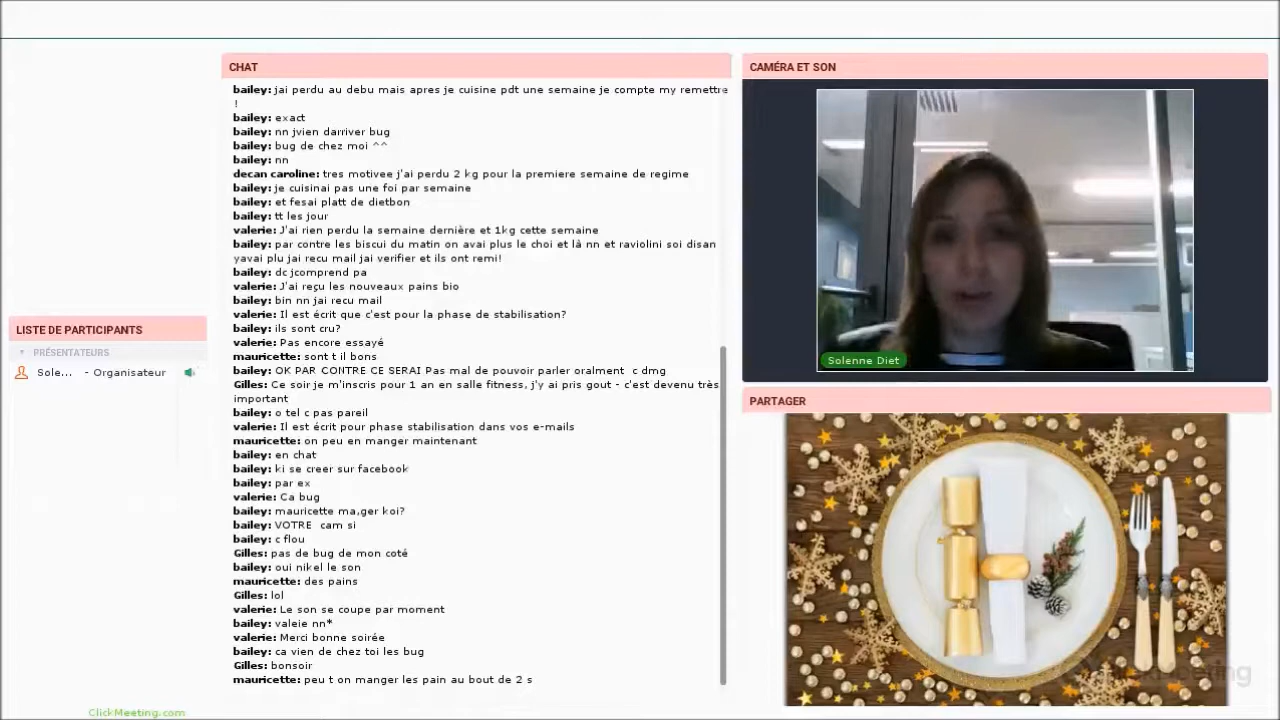 CHAT
bailey: jai perdu au debu mais apres je cuisine pdt une semaine je compte my remettre
!
bailey: exact
bailey: nn jvien darriver bug
bailey: bug de chez moi ^^
bailey: nn
decan caroline: tres motivee j'ai perdu 2 kg pour la premiere semaine de regime
bailey: je cuisinai pas une foi par semaine
bailey: et fesai platt de dietbon
bailey: tt les jour
valerie: J'ai rien perdu la semaine dernière et 1kg cette semaine
bailey: par contre les biscui du matin on avai plus le choi et là nn et raviolini soi disan
yavai plu jai recu mail jai verifier et ils ont remi!
bailey: dc jcomprend pa
valerie: J'ai reçu les nouveaux pains bio
bailey: bin nn jai recu mail
valerie: Il est écrit que c'est pour la phase de stabilisation?
bailey: ils sont cru?
valerie: Pas encore essayé
mauricette: sont t il bons
bailey: OK PAR CONTRE CE SERAI Pas mal de pouvoir parler oralment  c dmg
Gilles: Ce soir je m'inscris pour 1 an en salle fitness, j'y ai pris gout - c'est devenu très
important
bailey: o tel c pas pareil
valerie: Il est écrit pour phase stabilisation dans vos e-mails
mauricette: on peu en manger maintenant
bailey: en chat
bailey: ki se creer sur facebook
bailey: par ex
valerie: Ca bug
bailey: mauricette ma,ger koi?
bailey: VOTRE  cam si
bailey: c flou
Gilles: pas de bug de mon coté
bailey: oui nikel le son
mauricette: des pains
Gilles: lol
valerie: Le son se coupe par moment
bailey: valeie nn*
valerie: Merci bonne soirée
bailey: ca vien de chez toi les bug
Gilles: bonsoir
mauricette: peu t on manger les pain au bout de 2 s
LISTE DE PARTICIPANTS
PRÉSENTATEURS
Sole... - Organisateur
CAMÉRA ET SON
Solenne Diet
PARTAGER
ClickMeeting.com